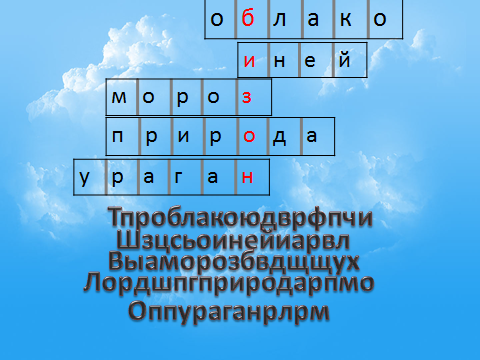 облако
иней
мороз
природа
ураган
Тпроблакоюдврфпчи
Шзцсьоинейиарвл
Выаморозбвдщщух
Лордшпгприродарпмо
Оппураганрлрм